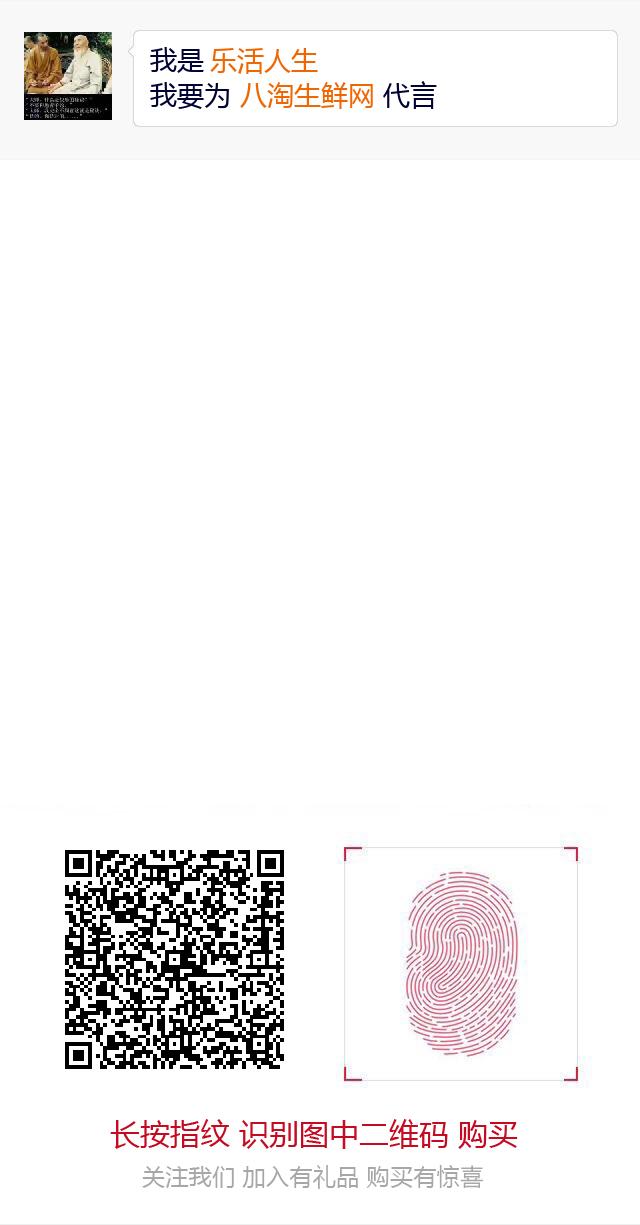 我是 乐活人生
我要为 八淘生鲜网 代言
长按指纹 识别图中二维码 购买
关注我们 加入有礼品 购买有惊喜